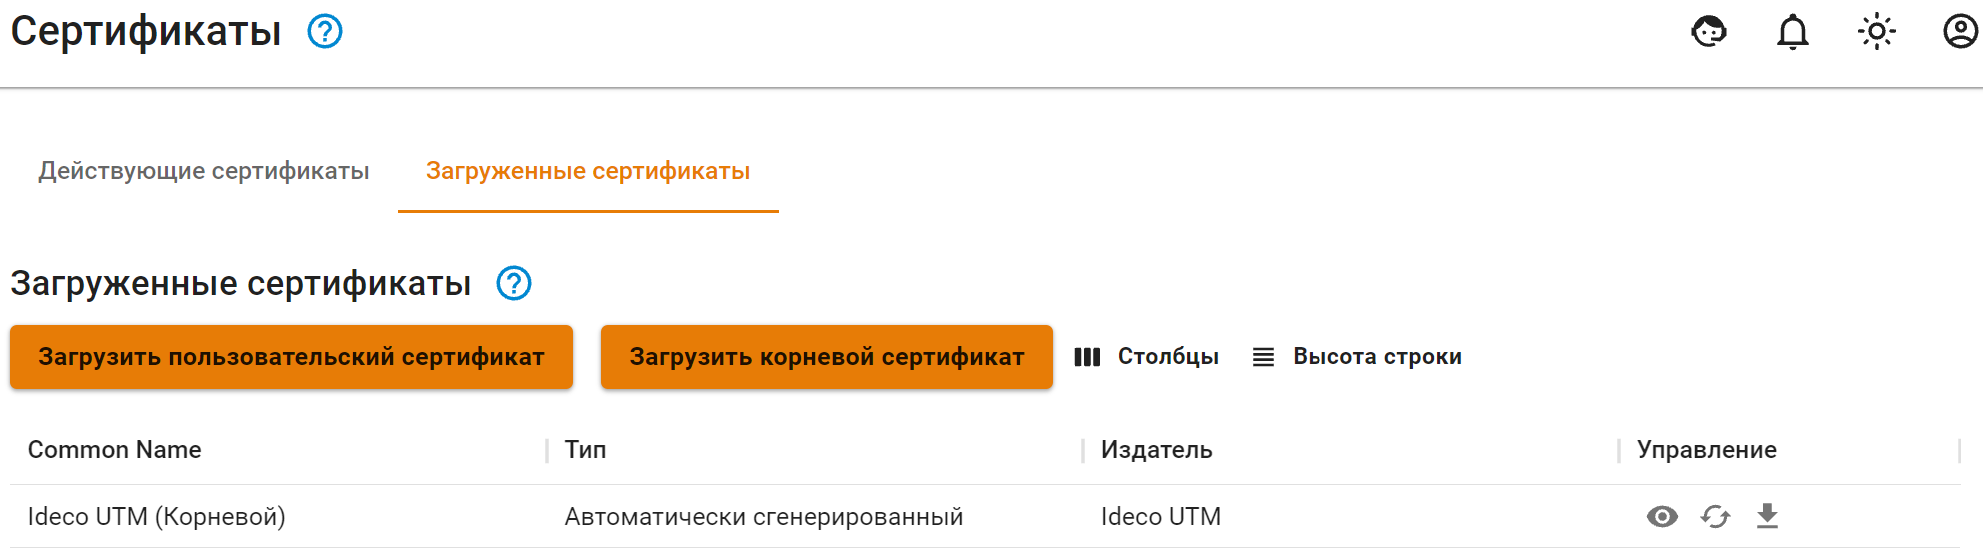 Сертификаты
Действующие сертификаты Загруженные сертификаты
Загруженные сертификаты
Загрузить пользовательский сертификат Загрузить корневой сертификат Столбцы Высота строки
Common Name Тип Издатель Управление
Ideco UTM (Корневой) Автоматически сгенерированный Ideco UTM